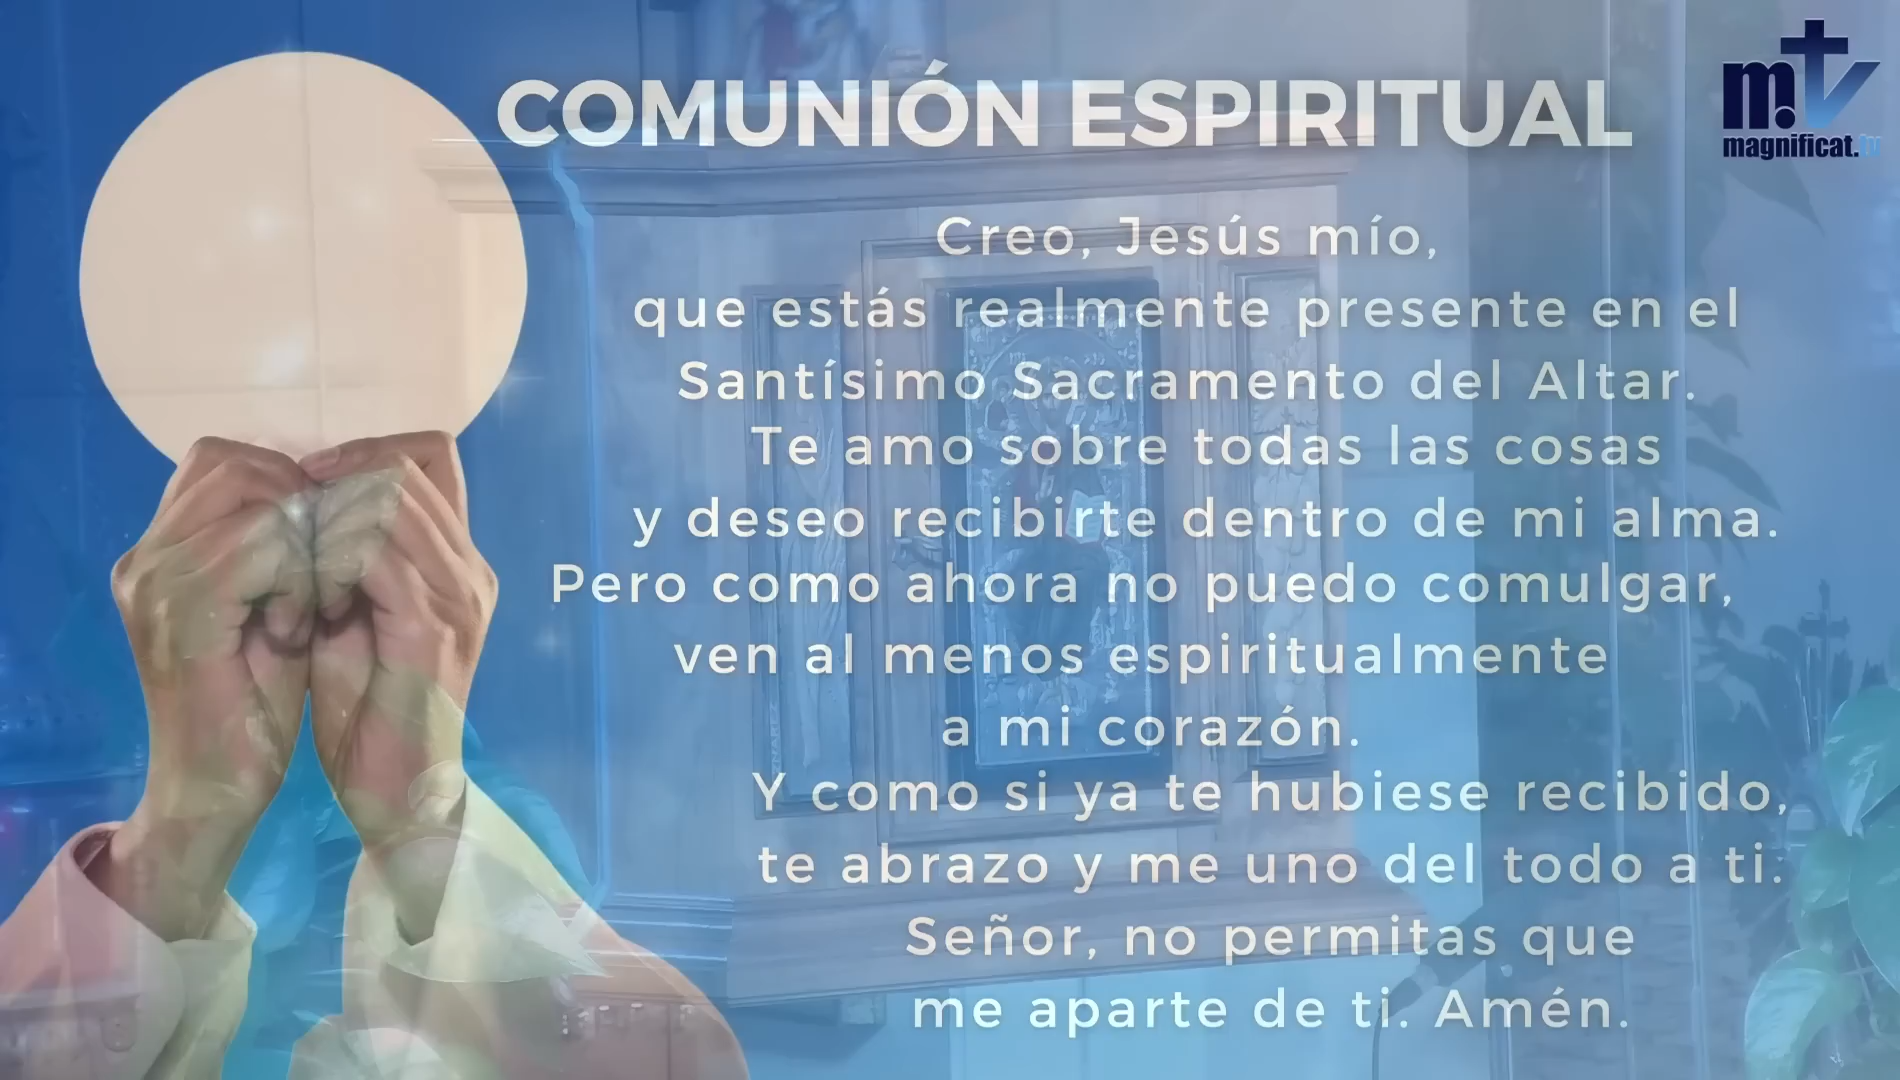 COMUNIÓN ESPIRITUAL
m.tv
magnificat.tv
Creo, Jesús mío,
que estás realmente presente en el
Santísimo Sacramento del Altar.
Te amo sobre todas las cosas
y deseo recibirte dentro de mi alma.
Pero como ahora no puedo comulgar,
ven al menos espiritualmente
a mi corazón.
Y como si ya te hubiese recibido,
te abrazo y me uno del todo a ti.
Señor, no permitas que
me aparte de ti. Amén.